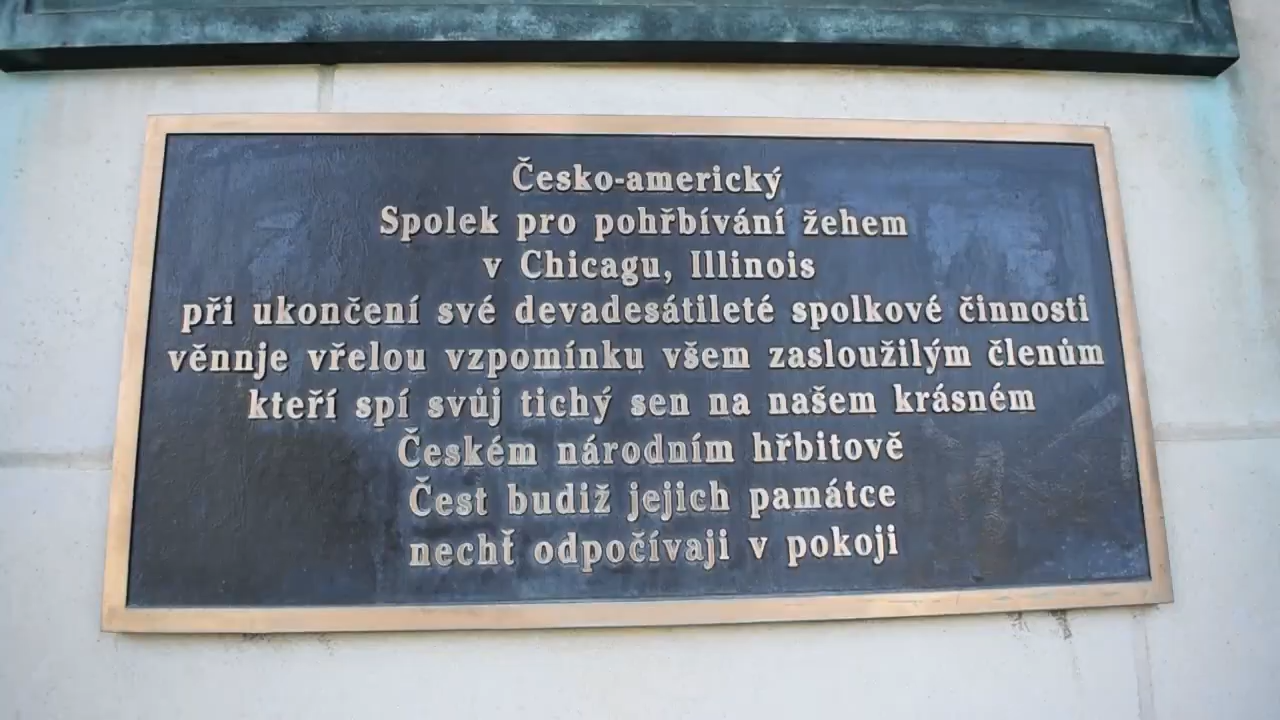 Česko-americký
Spolek pro pohřbívání žehem
v Chicagu, Illinois
při ukončení své devadesátileté spolkové činnosti
věnnje vřelou vzpomínku všem zasloužilým členům
kteří spí svůj tichý sen na našem krásném
Českém národním hřbitově
Čest budiž jejich památce
nechť odpočívaji v pokoji